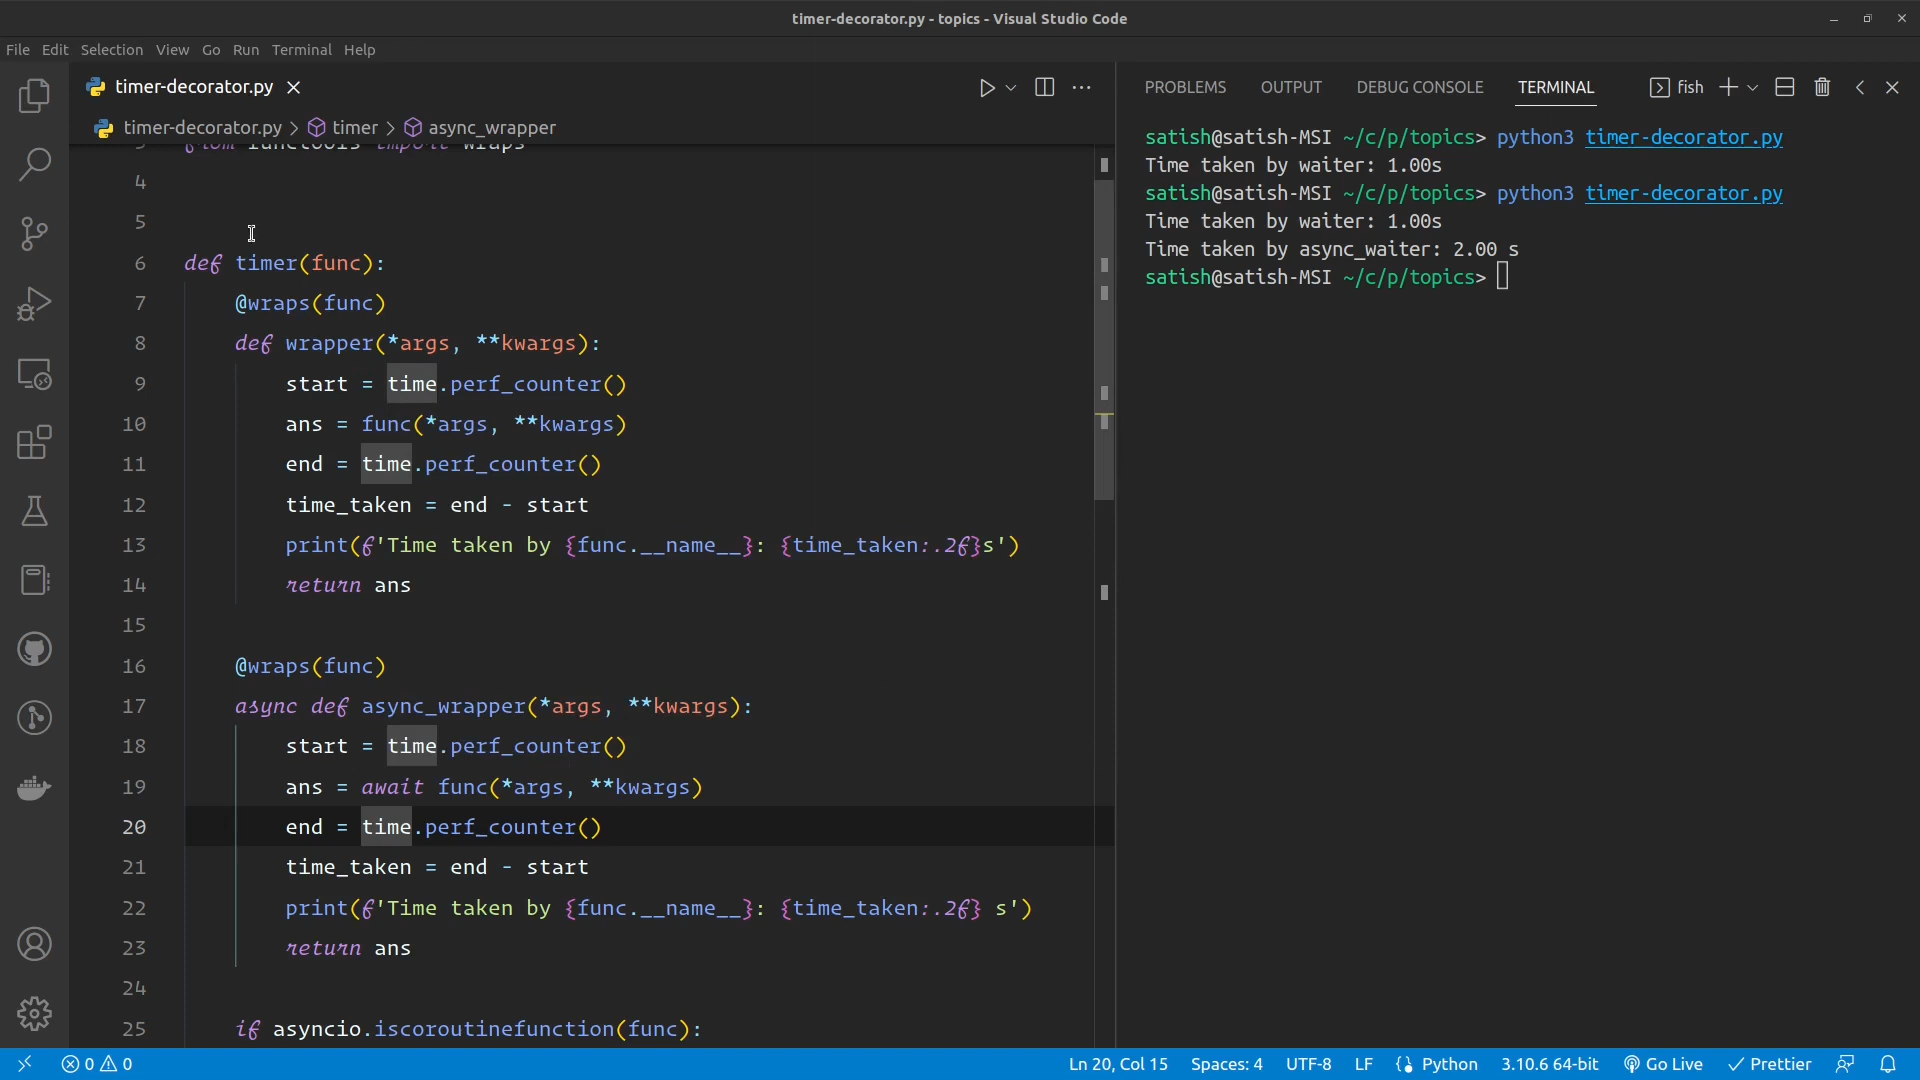 timer-decorator.py - topics - Visual Studio Code
File Edit Selection View Go Run Terminal Help
timer-decorator.py
timer-decorator.py > timer > async_wrapper
3 from functools import wraps
4
5
6 def timer(func):
7 @wraps(func)
8 def wrapper(*args, **kwargs):
9 start = time.perf_counter()
10 ans = func(*args, **kwargs)
11 end = time.perf_counter()
12 time_taken = end - start
13 print(f'Time taken by {func.__name__}: {time_taken:.2f}s')
14 return ans
15
16 @wraps(func)
17 async def async_wrapper(*args, **kwargs):
18 start = time.perf_counter()
19 ans = await func(*args, **kwargs)
20 end = time.perf_counter()
21 time_taken = end - start
22 print(f'Time taken by {func.__name__}: {time_taken:.2f} s')
23 return ans
24
25 if asyncio.iscoroutinefunction(func):
PROBLEMS OUTPUT DEBUG CONSOLE TERMINAL fish
satish@satish-MSI ~/c/p/topics> python3 timer-decorator.py
Time taken by waiter: 1.00s
satish@satish-MSI ~/c/p/topics> python3 timer-decorator.py
Time taken by waiter: 1.00s
Time taken by async_waiter: 2.00 s
satish@satish-MSI ~/c/p/topics>
0 0 Ln 20, Col 15 Spaces: 4 UTF-8 LF Python 3.10.6 64-bit Go Live Prettier